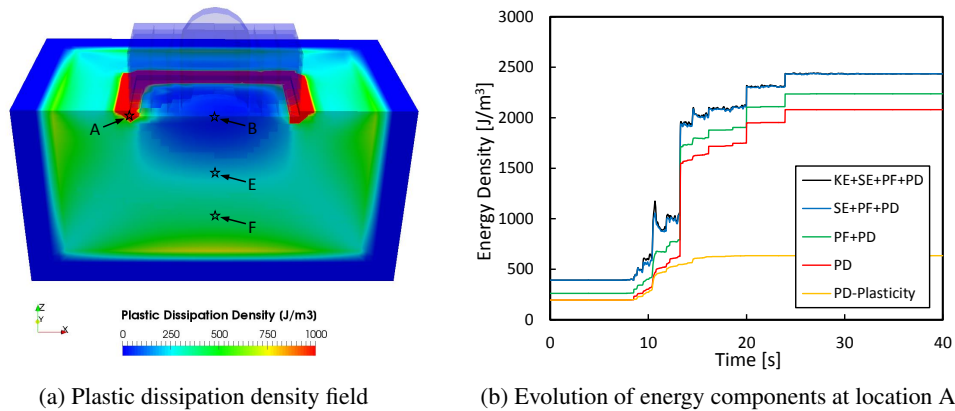 A
B
E
F
Z
Y
X
Plastic Dissipation Density (J/m3)
0 250 500 750 1000
(a) Plastic dissipation density field
Energy Density [J/m³]
3000
2500
2000
1500
1000
500
0
0 10 20 30 40
Time [s]
KE+SE+PF+PD
SE+PF+PD
PF+PD
PD
PD-Plasticity
(b) Evolution of energy components at location A